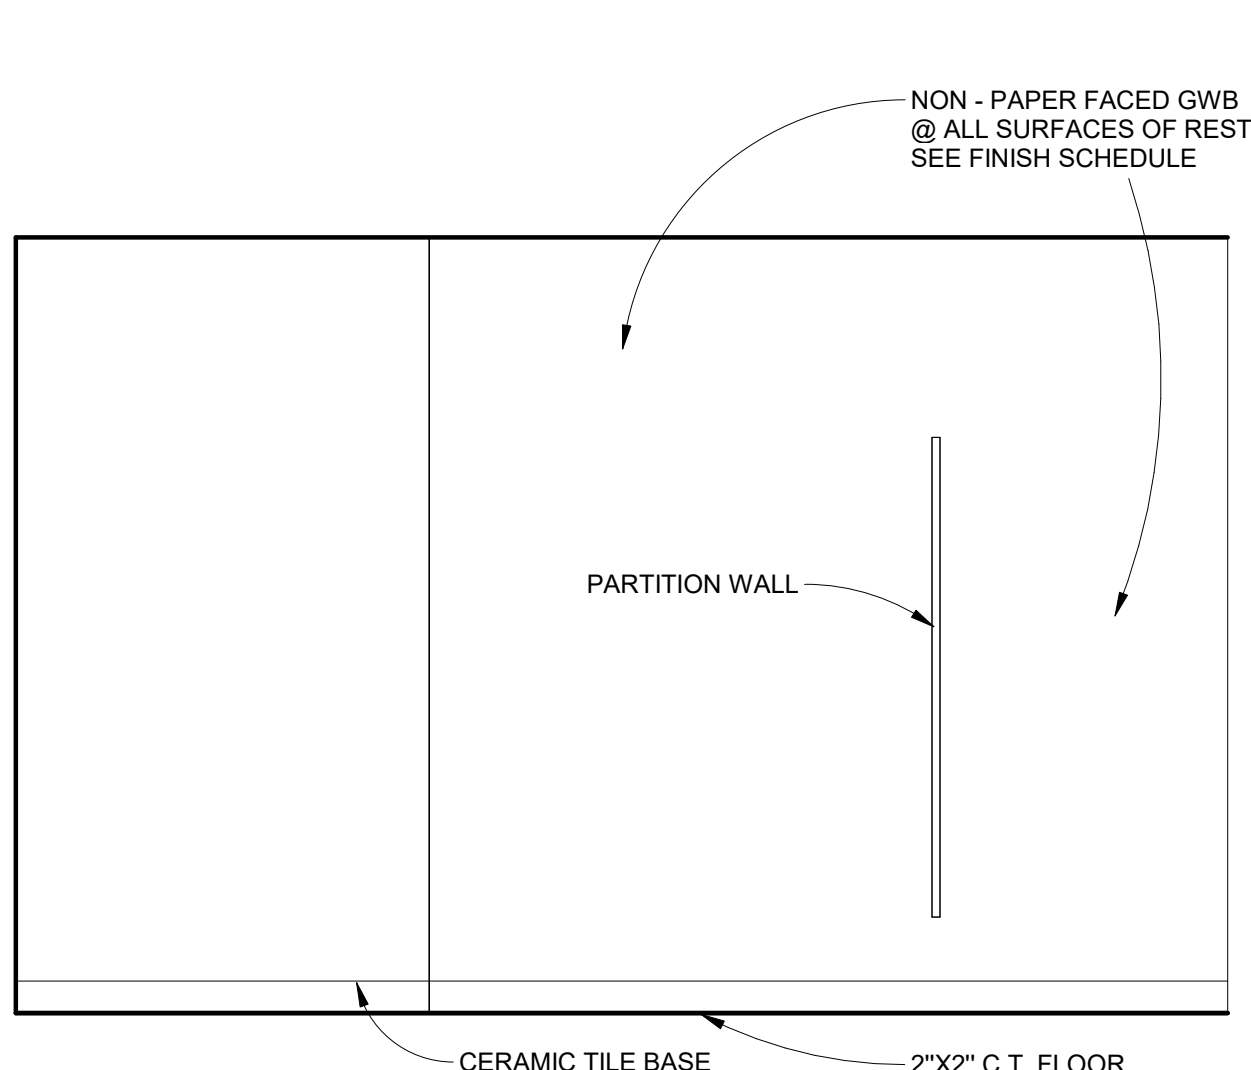 NON - PAPER FACED GWB
@ ALL SURFACES OF REST
SEE FINISH SCHEDULE
PARTITION WALL
CERAMIC TILE BASE
2"X2" C.T. FLOOR